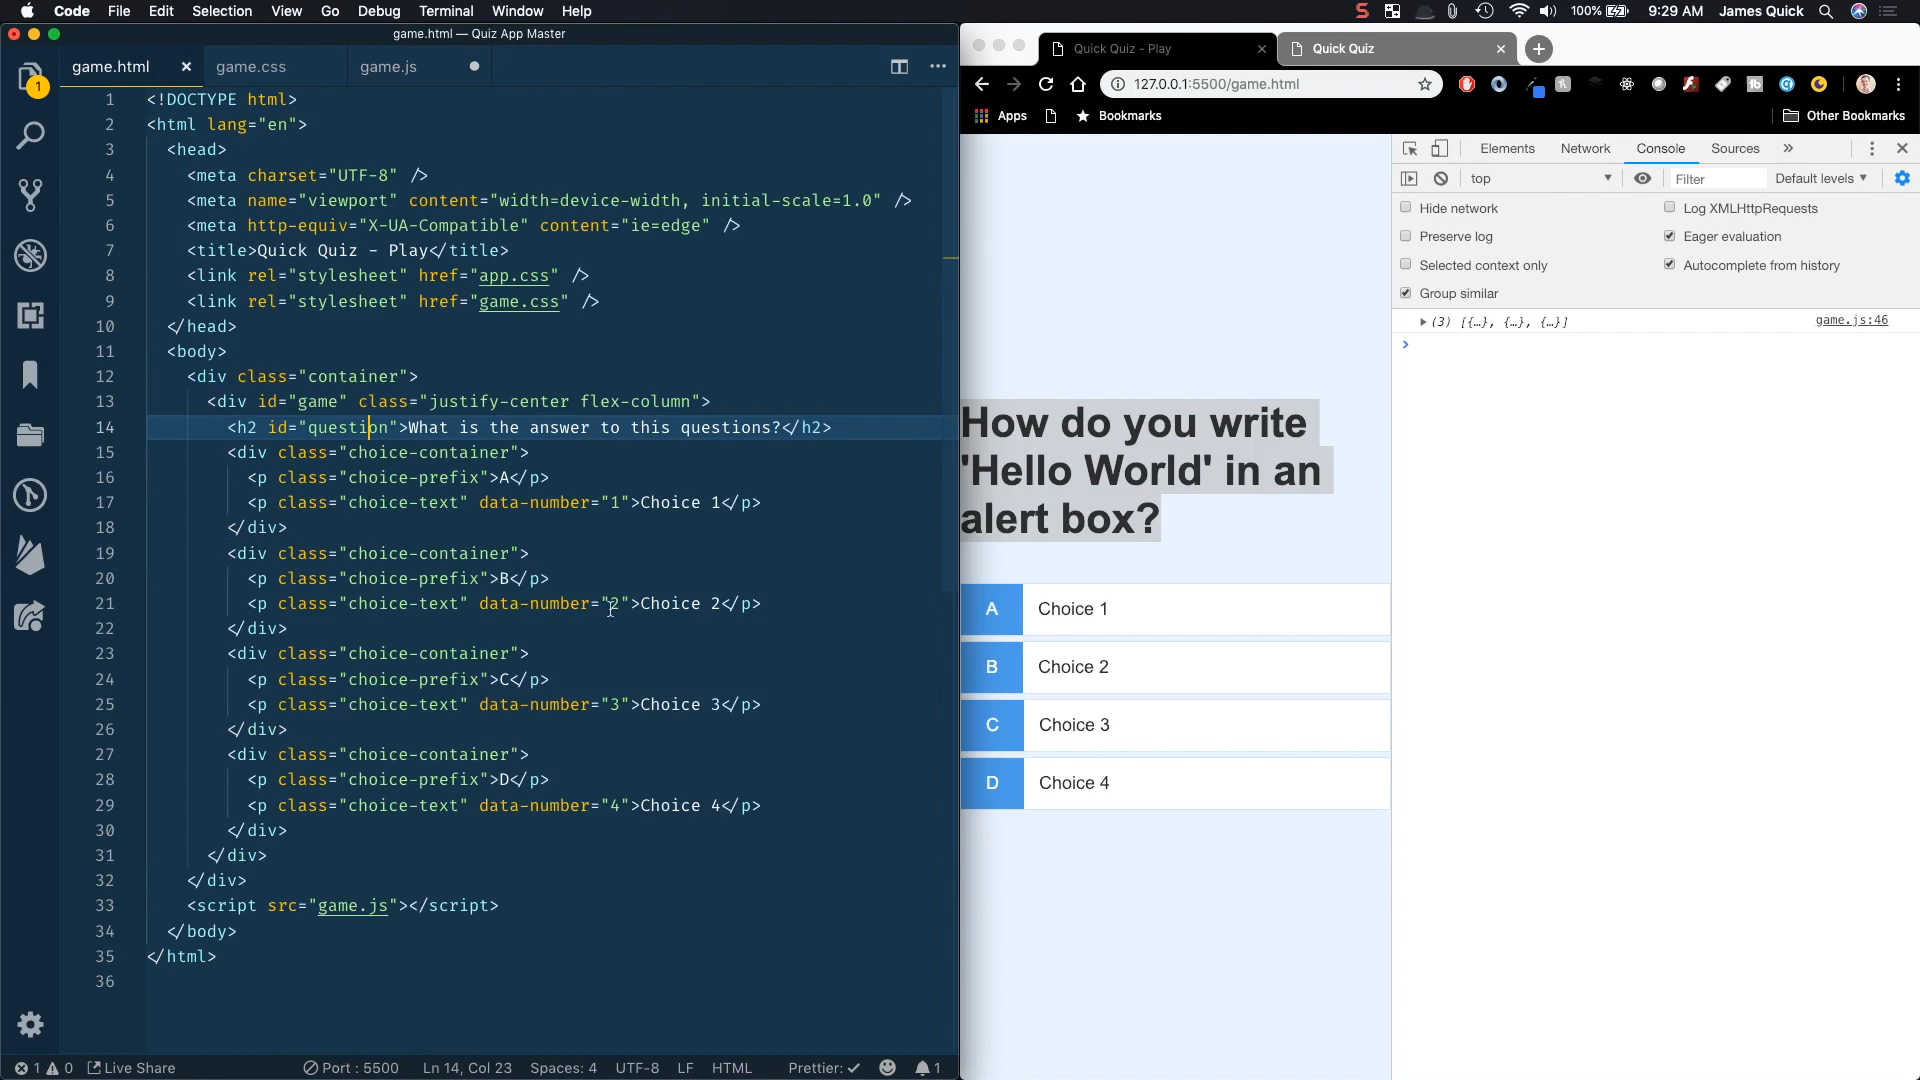 Code File Edit Selection View Go Debug Terminal Window Help
100% 9:29 AM James Quick
game.html — Quiz App Master
game.html game.css game.js
1 <!DOCTYPE html>
2 <html lang="en">
3 <head>
4 <meta charset="UTF-8" />
5 <meta name="viewport" content="width=device-width, initial-scale=1.0" />
6 <meta http-equiv="X-UA-Compatible" content="ie=edge" />
7 <title>Quick Quiz - Play</title>
8 <link rel="stylesheet" href="app.css" />
9 <link rel="stylesheet" href="game.css" />
10 </head>
11 <body>
12 <div class="container">
13 <div id="game" class="justify-center flex-column">
14 <h2 id="question">What is the answer to this questions?</h2>
15 <div class="choice-container">
16 <p class="choice-prefix">A</p>
17 <p class="choice-text" data-number="1">Choice 1</p>
18 </div>
19 <div class="choice-container">
20 <p class="choice-prefix">B</p>
21 <p class="choice-text" data-number="2">Choice 2</p>
22 </div>
23 <div class="choice-container">
24 <p class="choice-prefix">C</p>
25 <p class="choice-text" data-number="3">Choice 3</p>
26 </div>
27 <div class="choice-container">
28 <p class="choice-prefix">D</p>
29 <p class="choice-text" data-number="4">Choice 4</p>
30 </div>
31 </div>
32 </div>
33 <script src="game.js"></script>
34 </body>
35 </html>
36
1
1 0 Live Share Port : 5500 Ln 14, Col 23 Spaces: 4 UTF-8 LF HTML Prettier: ✓ 1
Quick Quiz - Play Quick Quiz
127.0.0.1:5500/game.html
Apps Bookmarks Other Bookmarks
How do you write
'Hello World' in an
alert box?
A Choice 1
B Choice 2
C Choice 3
D Choice 4
Elements Network Console Sources »
top Filter Default levels
Hide network Log XMLHttpRequests
Preserve log Eager evaluation
Selected context only Autocomplete from history
Group similar
(3) [{…}, {…}, {…}] game.js:46